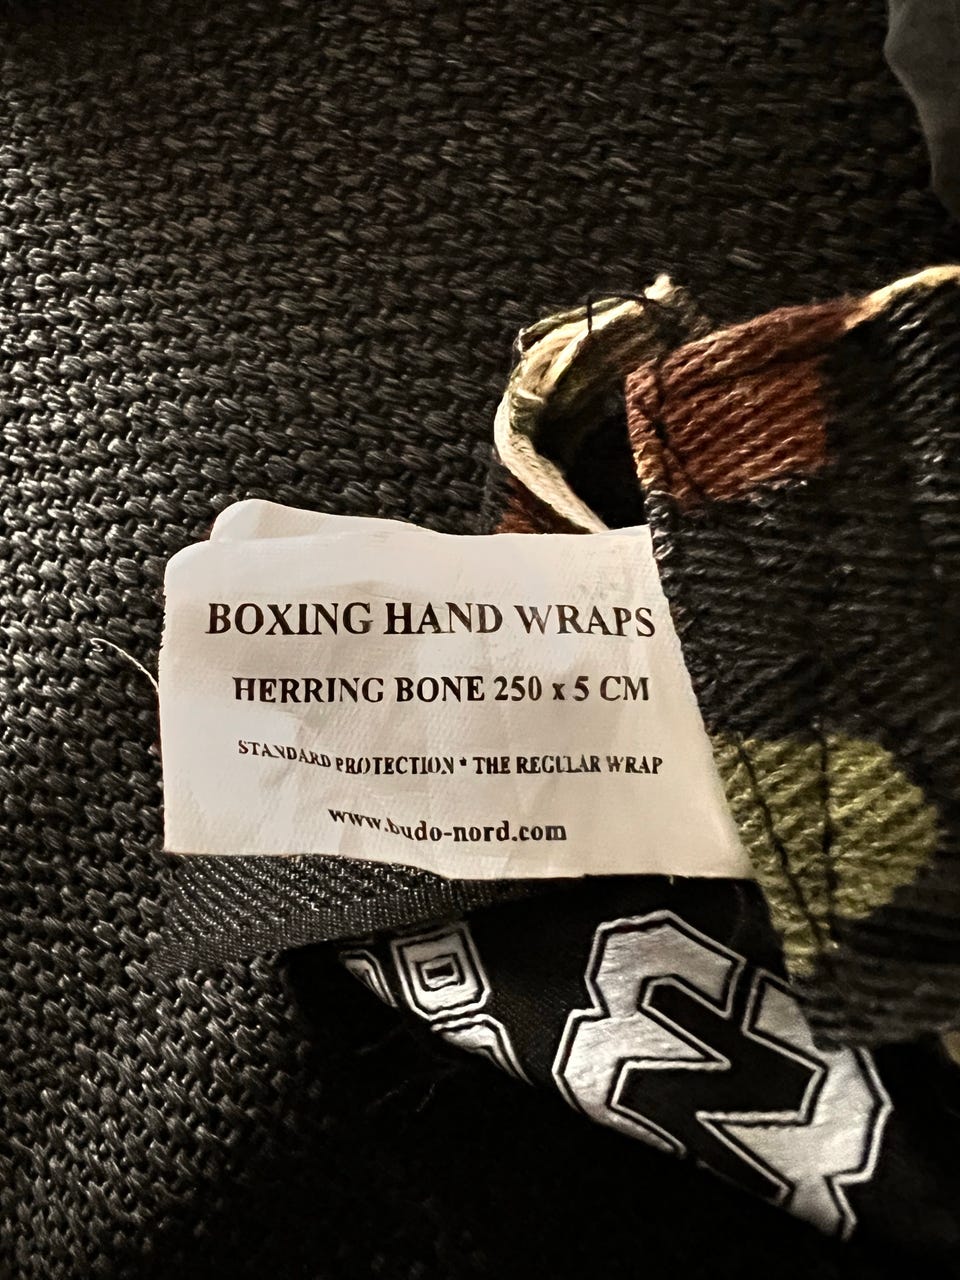 BOXING HAND WRAPS
HERRING BONE 250 x 5 CM
STANDARD PROTECTION * THE REGULAR WRAP
www.budo-nord.com